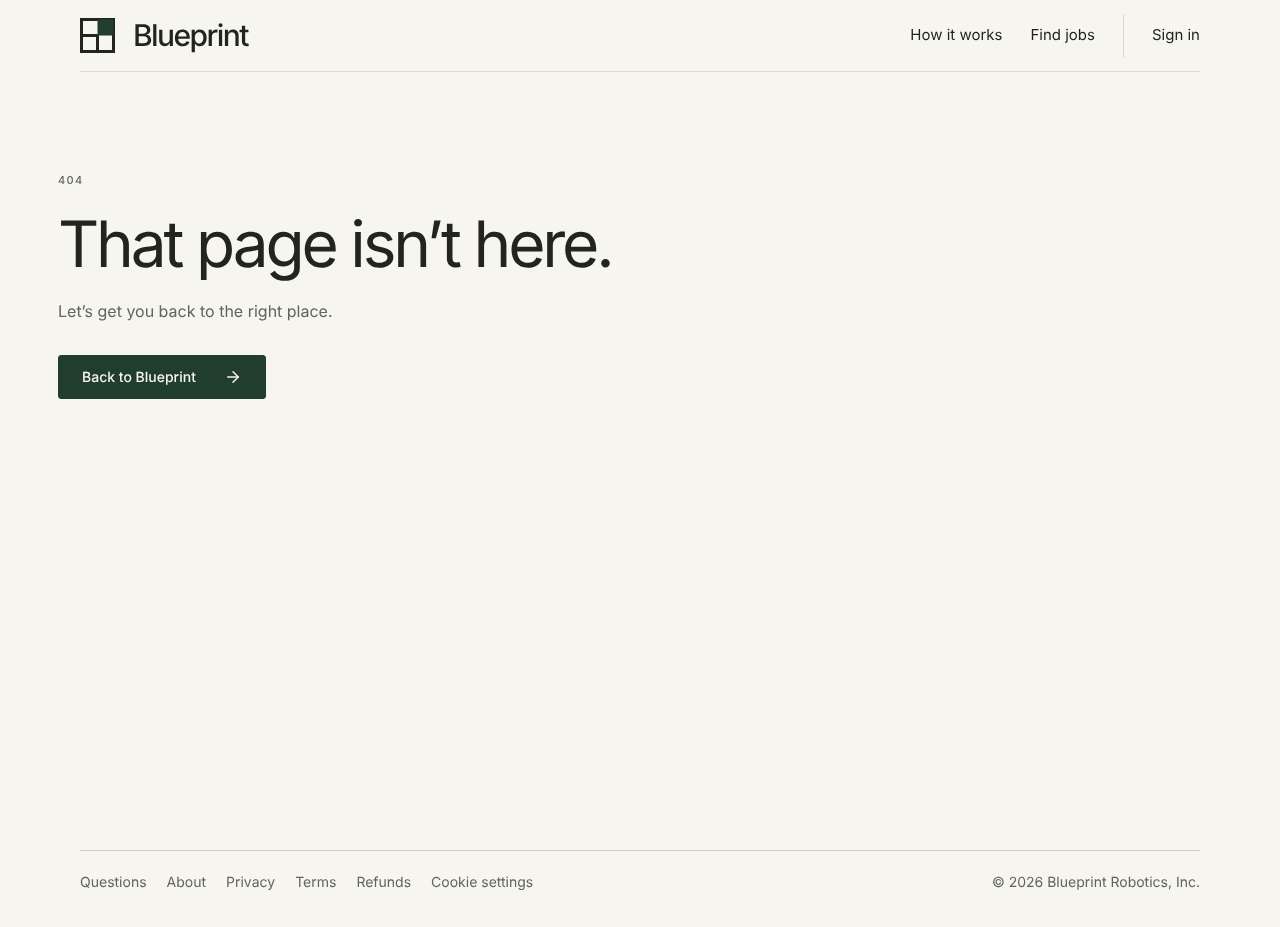 Blueprint
How it works Find jobs Sign in
404
That page isn’t here.
Let’s get you back to the right place.
Back to Blueprint →
Questions About Privacy Terms Refunds Cookie settings
© 2026 Blueprint Robotics, Inc.